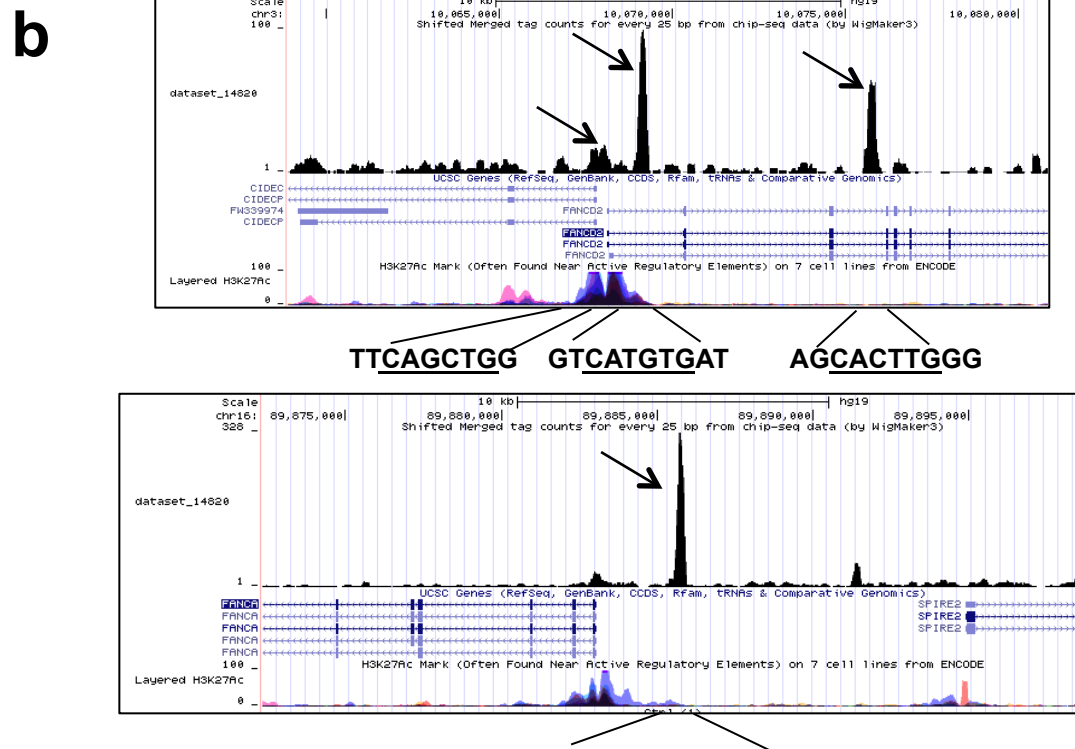 b
Scale 10 kb hg19
chr3: 10,065,000 10,070,000 10,075,000 10,080,000
100 _ Shifted Merged tag counts for every 25 bp from chip-seq data (by WigMaker3)
dataset_14820
1 _
UCSC Genes (RefSeq, GenBank, CCDS, Rfam, tRNAs & Comparative Genomics)
CIDEC
CIDECP
FW339974 FANCD2
CIDECP
FANCD2
FANCD2
FANCD2
100 _ H3K27Ac Mark (Often Found Near Active Regulatory Elements) on 7 cell lines from ENCODE
Layered H3K27Ac
0 _
TTCAGCTGG GTCATGTGAT AGCACTTGGG
Scale 10 kb hg19
chr16: 89,875,000 89,880,000 89,885,000 89,890,000 89,895,000
328 _ Shifted Merged tag counts for every 25 bp from chip-seq data (by WigMaker3)
dataset_14820
1 _
UCSC Genes (RefSeq, GenBank, CCDS, Rfam, tRNAs & Comparative Genomics)
FANCA SPIRE2
FANCA SPIRE2
FANCA SPIRE2
FANCA
FANCA
100 _ H3K27Ac Mark (Often Found Near Active Regulatory Elements) on 7 cell lines from ENCODE
Layered H3K27Ac
0 _